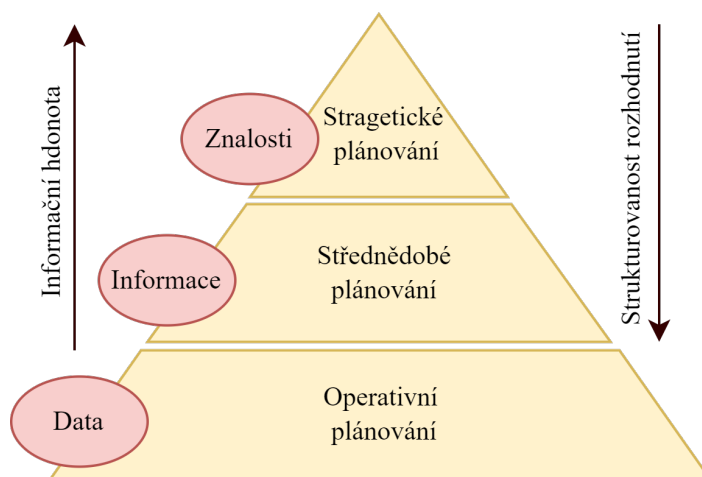 Informační hdonota
Znalosti
Stragetické
plánování
Strukturovanost rozhodnutí
Informace
Střednědobé
plánování
Data
Operativní
plánování